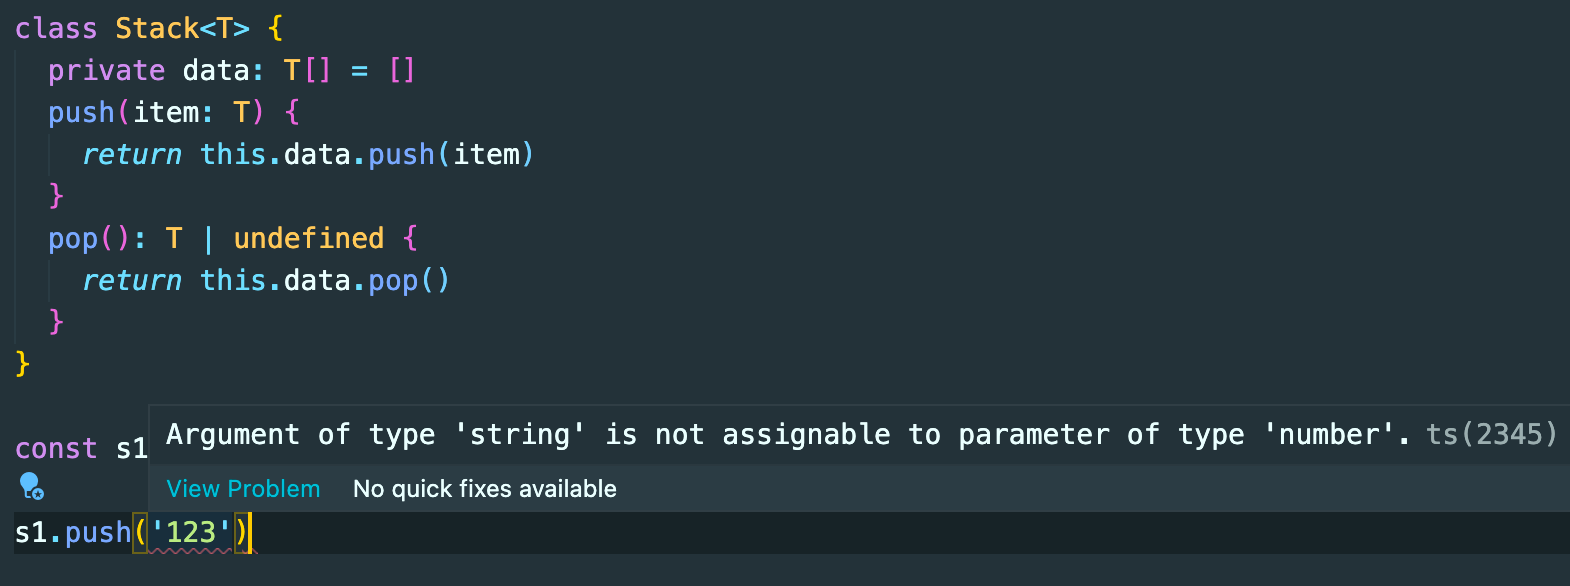 class Stack<T> {
  private data: T[] = []
  push(item: T) {
    return this.data.push(item)
  }
  pop(): T | undefined {
    return this.data.pop()
  }
}
const s1
Argument of type 'string' is not assignable to parameter of type 'number'. ts(2345)
View Problem No quick fixes available
s1.push('123')